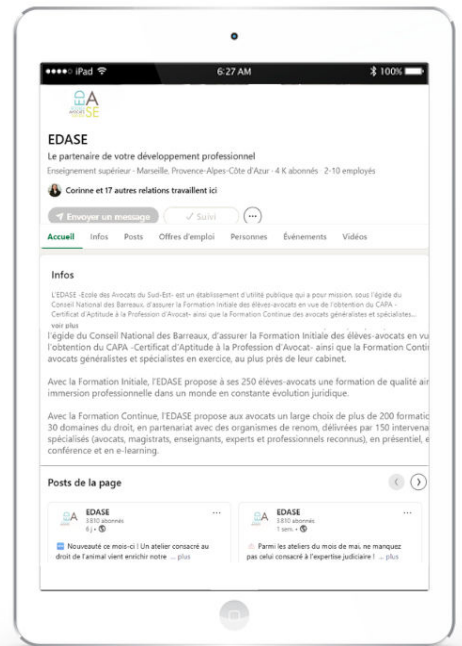 iPad
6:27 AM
100%
EDA
AVOCATS
SE
EDASE
Le partenaire de votre développement professionnel
Enseignement supérieur · Marseille, Provence-Alpes-Côte d'Azur · 4 K abonnés · 2-10 employés
Corinne et 17 autres relations travaillent ici
Envoyer un message ✓ Suivi
Accueil Infos Posts Offres d'emploi Personnes Événements Vidéos
Infos
L'EDASE -Ecole des Avocats du Sud-Est- est un établissement d'utilité publique qui a pour mission, sous l'égide du
Conseil National des Barreaux, d'assurer la Formation Initiale des élèves-avocats en vue de l'obtention du CAPA -
Certificat d'Aptitude à la Profession d'Avocat- ainsi que la Formation Continue des avocats généralistes et spécialistes...
voir plus
l'égide du Conseil National des Barreaux, d'assurer la Formation Initiale des élèves-avocats en vu
l'obtention du CAPA -Certificat d'Aptitude à la Profession d'Avocat- ainsi que la Formation Conti
avocats généralistes et spécialistes en exercice, au plus près de leur cabinet.
Avec la Formation Initiale, l'EDASE propose à ses 250 élèves-avocats une formation de qualité ain
immersion professionnelle dans un monde en constante évolution juridique.
Avec la Formation Continue, l'EDASE propose aux avocats un large choix de plus de 200 formatio
30 domaines du droit, en partenariat avec des organismes de renom, délivrées par 150 intervena
spécialisés (avocats, magistrats, enseignants, experts et professionnels reconnus), en présentiel, e
conférence et en e-learning.
Posts de la page
EDASE
3 810 abonnés
6 j •
Nouveauté ce mois-ci ! Un atelier consacré au
droit de l'animal vient enrichir notre ... plus
EDASE
3 810 abonnés
1 sem. •
Parmi les ateliers du mois de mai, ne manquez
pas celui consacré à l'expertise judiciaire ! ... plus